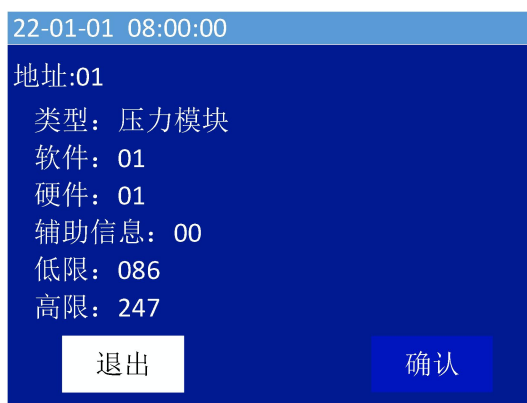 22-01-01 08:00:00
地址:01
类型：压力模块
软件：01
硬件：01
辅助信息：00
低限：086
高限：247
退出 确认